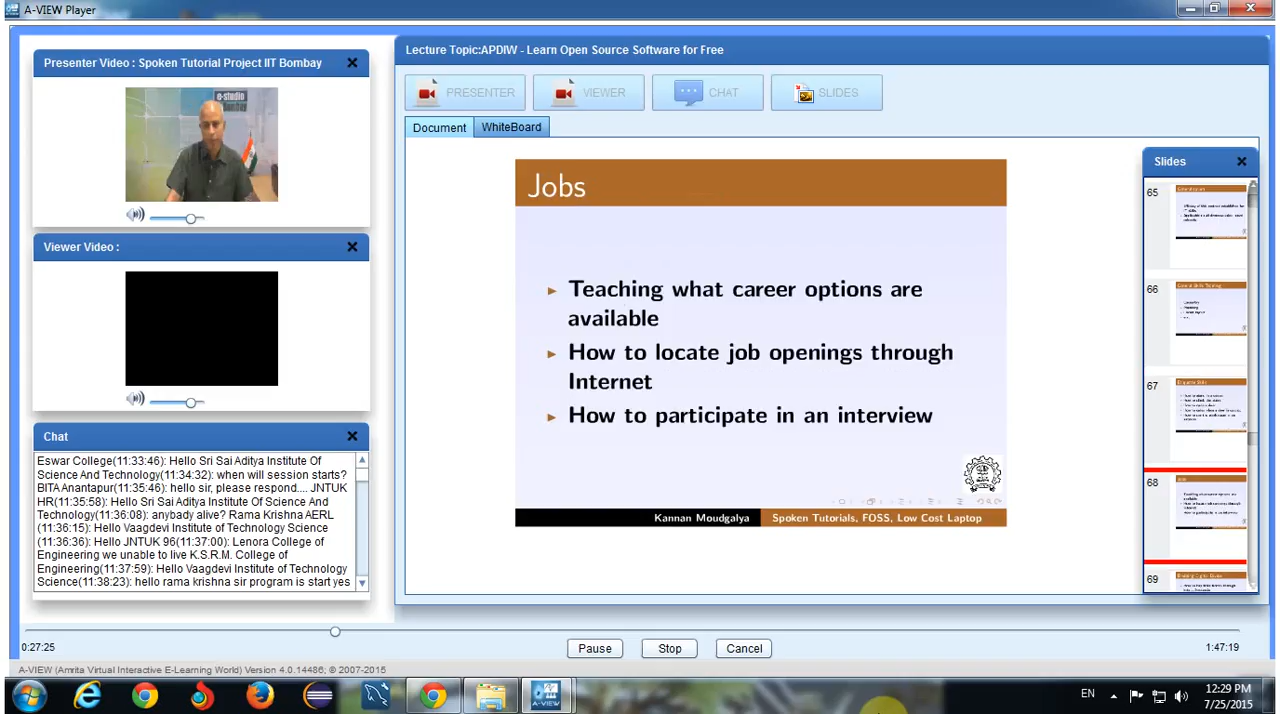 A-VIEW Player
Presenter Video : Spoken Tutorial Project IIT Bombay
e-studio
Viewer Video :
Chat
Eswar College(11:33:46): Hello Sri Sai Aditya Institute Of
Science And Technology(11:34:32): when will session starts?
BITA Anantapur(11:35:46): hello sir, please respond.... JNTUK
HR(11:35:58): Hello Sri Sai Aditya Institute Of Science And
Technology(11:36:08): anybady alive? Rama Krishna AERL
(11:36:15): Hello Vaagdevi Institute of Technology Science
(11:36:36): Hello JNTUK 96(11:37:00): Lenora College of
Engineering we unable to live K.S.R.M. College of
Engineering(11:37:59): Hello Vaagdevi Institute of Technology
Science(11:38:23): hello rama krishna sir program is start yes
Lecture Topic:APDIW - Learn Open Source Software for Free
PRESENTER VIEWER CHAT SLIDES
Document WhiteBoard
Jobs
► Teaching what career options are
available
► How to locate job openings through
Internet
► How to participate in an interview
Kannan Moudgalya Spoken Tutorials, FOSS, Low Cost Laptop
Slides
65
66
67
68
Jobs
69
0:27:25 Pause Stop Cancel 1:47:19
A-VIEW (Amrita Virtual Interactive E-Learning World) Version 4.0.14486; © 2007-2015
A-VIEW
EN
12:29 PM
7/25/2015